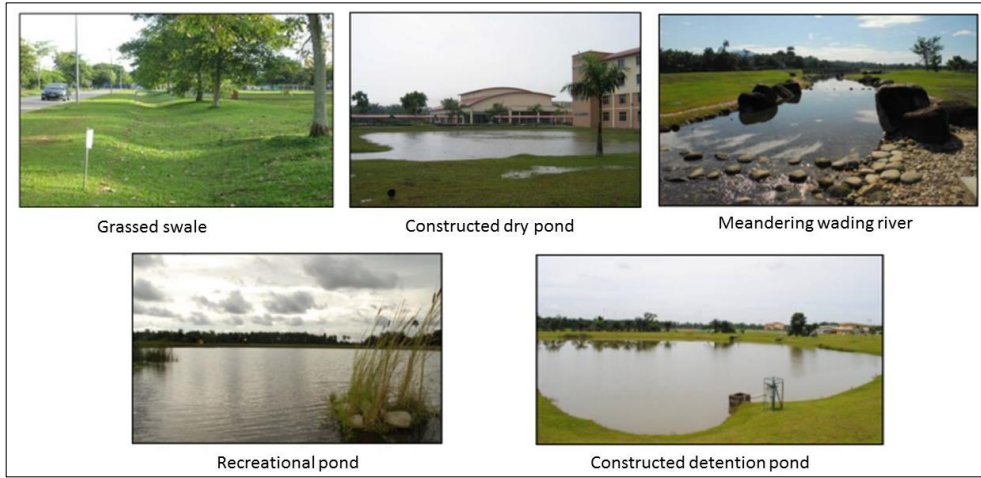 Grassed swale
Constructed dry pond
Meandering wading river
Recreational pond
Constructed detention pond